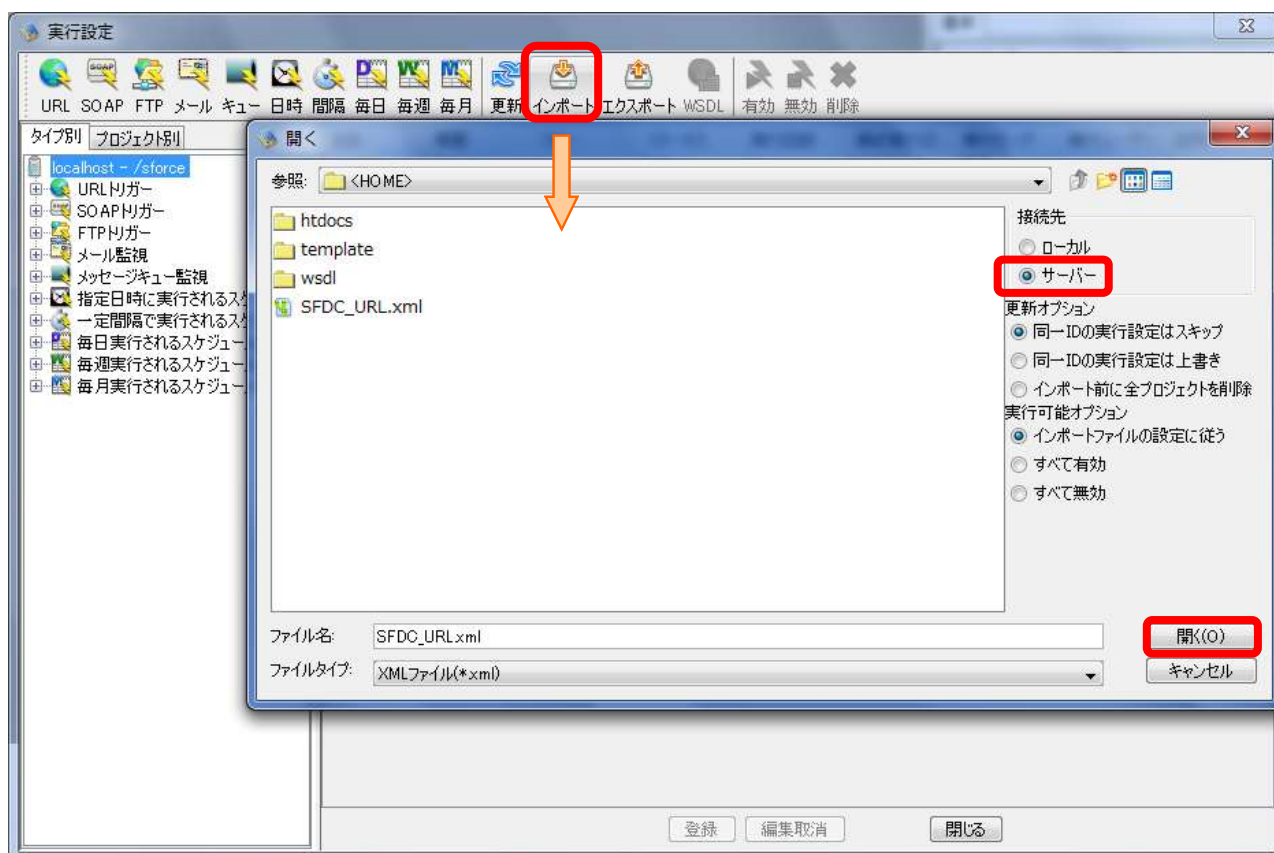 実行設定
URL SOAP FTP メール キュー 日時 間隔 毎日 毎週 毎月 更新 インポート エクスポート WSDL 有効 無効 削除
タイプ別 プロジェクト別
localhost - /sforce
URLトリガー
SOAPトリガー
FTPトリガー
メール監視
メッセージキュー監視
指定日時に実行されるス
一定間隔で実行されるス
毎日実行されるスケジュー
毎週実行されるスケジュー
毎月実行されるスケジュー
開く
参照: <HOME>
htdocs
template
wsdl
SFDC_URL.xml
接続先
ローカル
サーバー
更新オプション
同一IDの実行設定はスキップ
同一IDの実行設定は上書き
インポート前に全プロジェクトを削除
実行可能オプション
インポートファイルの設定に従う
すべて有効
すべて無効
ファイル名: SFDC_URL.xml
開く(O)
ファイルタイプ: XMLファイル(*.xml)
キャンセル
登録 編集取消 閉じる